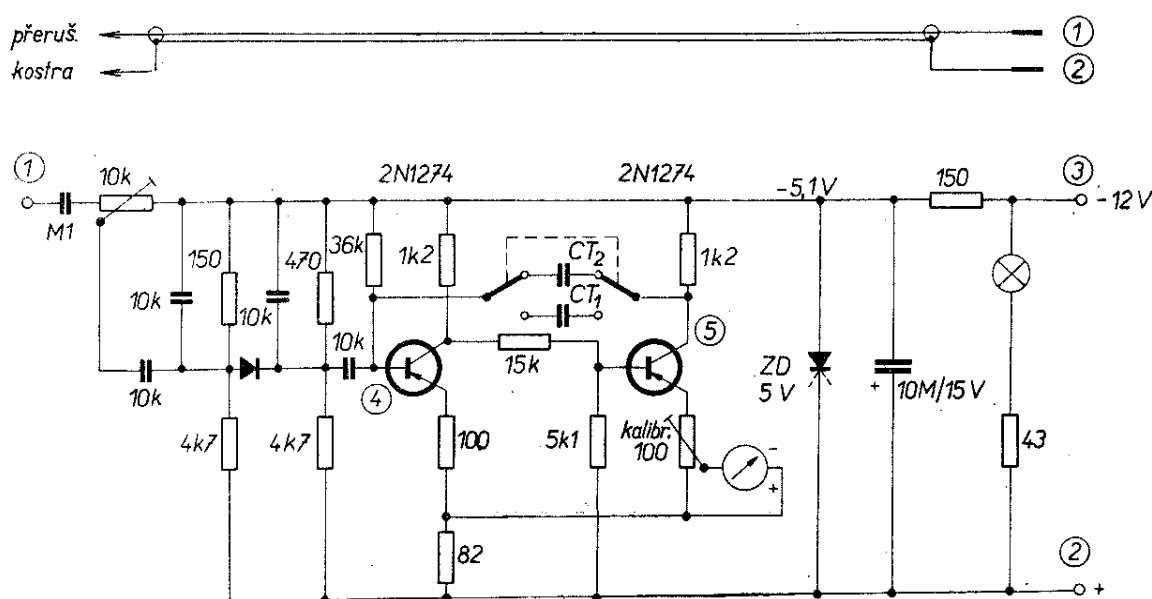 přeruš.
1
kostra
2
1
10k
M1
2N1274
2N1274
-5,1V
150
3
-12V
150
10k
10k
470
36k
1k2
CT2
CT1
1k2
10k
10k
15k
5
4
ZD
5V
+
10M/15V
4k7
4k7
100
5k1
kalibr.
100
-
+
43
82
2
+